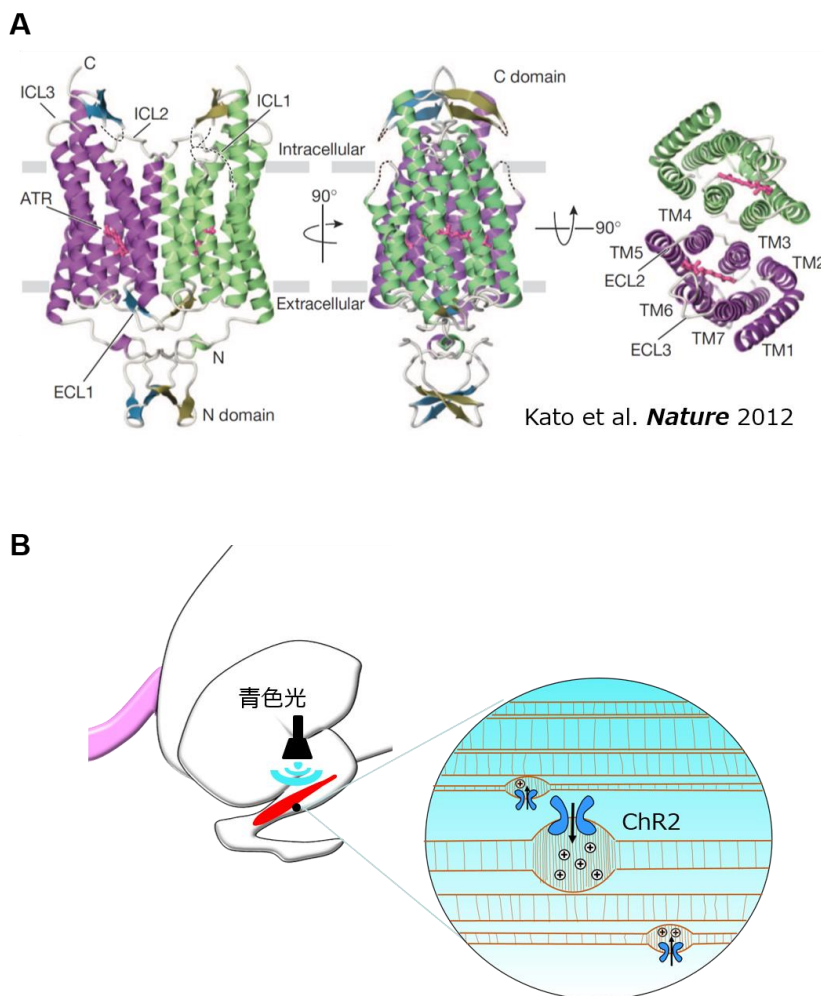 A
C
ICL3
ICL2
ICL1
C domain
Intracellular
ATR
90°
90°
TM4
TM3
TM5
TM2
ECL2
Extracellular
TM6
TM7
ECL3
TM1
N
ECL1
N domain
Kato et al. Nature 2012
B
青色光
ChR2